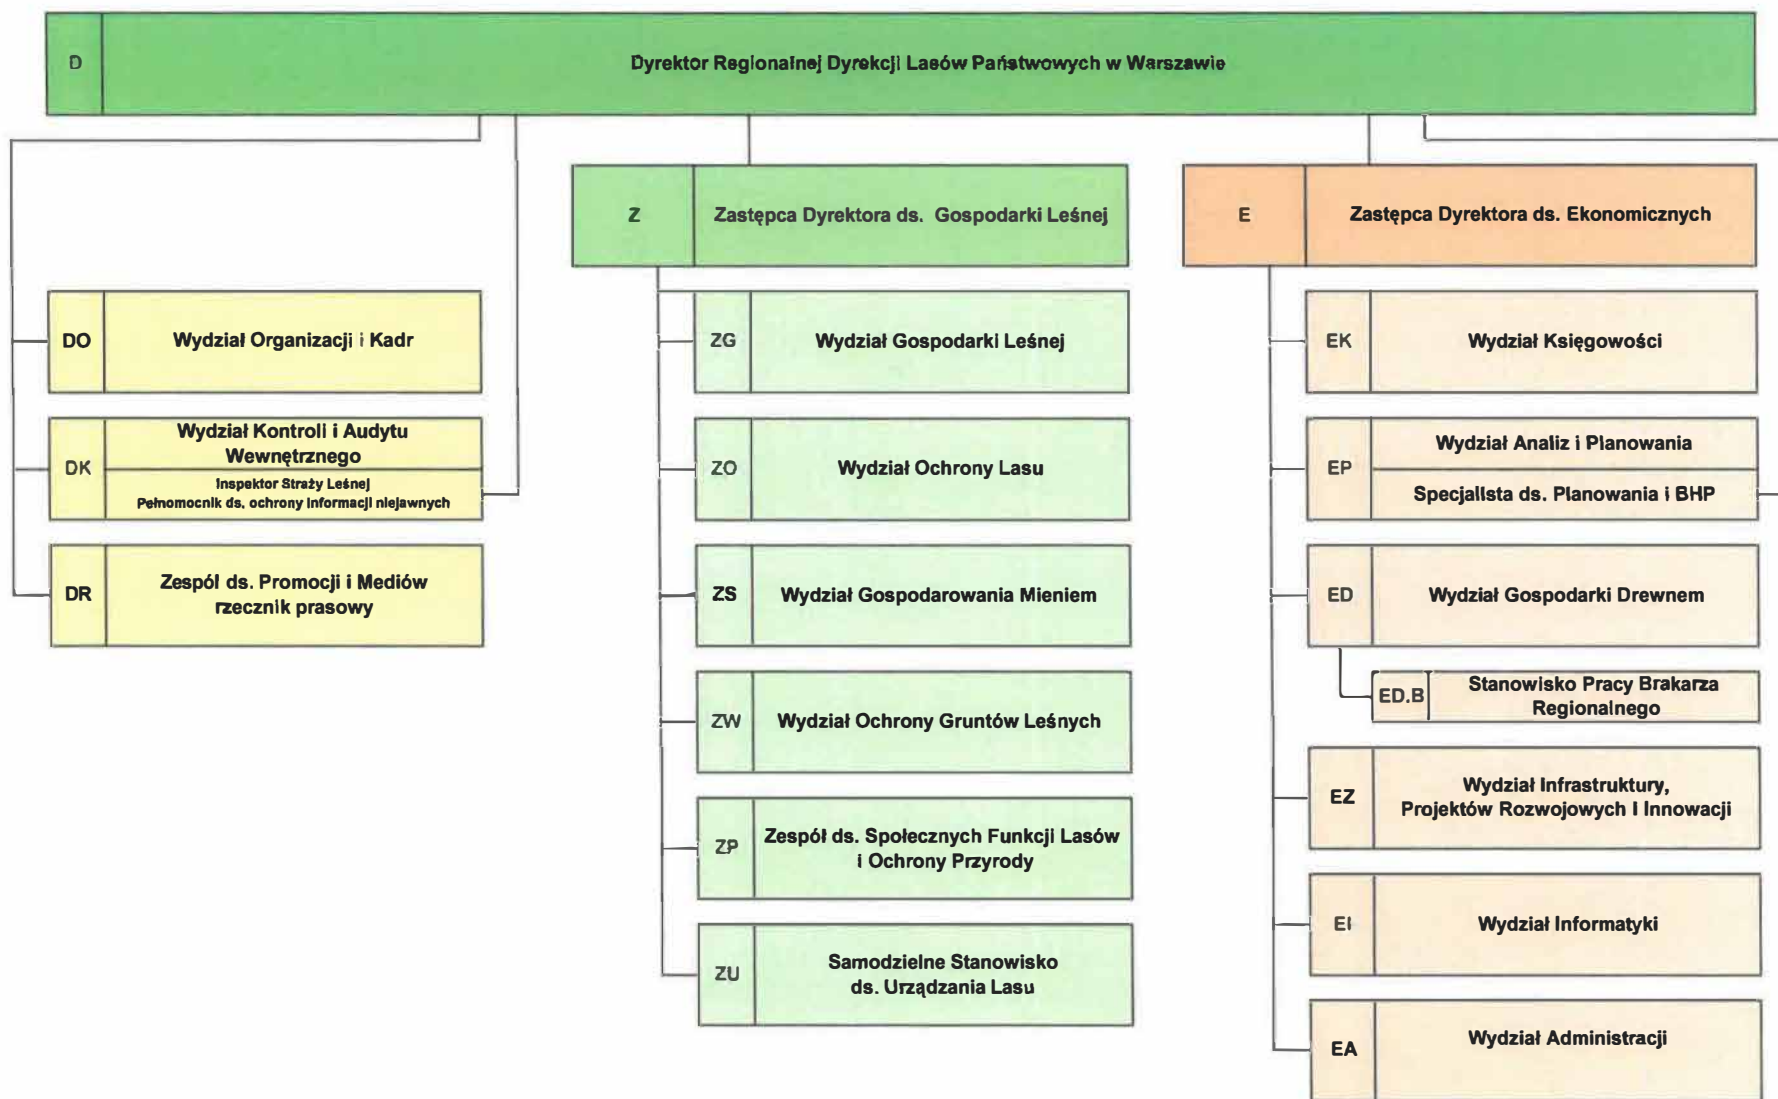 D
Dyrektor Regionalnej Dyrekcji Lasów Państwowych w Warszawie
Z
Zastępca Dyrektora ds. Gospodarki Leśnej
E
Zastępca Dyrektora ds. Ekonomicznych
DO
Wydział Organizacji i Kadr
DK
Wydział Kontroli i Audytu
Wewnętrznego
Inspektor Straży Leśnej
Pełnomocnik ds. ochrony informacji niejawnych
DR
Zespół ds. Promocji i Mediów
rzecznik prasowy
ZG
Wydział Gospodarki Leśnej
ZO
Wydział Ochrony Lasu
ZS
Wydział Gospodarowania Mieniem
ZW
Wydział Ochrony Gruntów Leśnych
ZP
Zespół ds. Społecznych Funkcji Lasów
i Ochrony Przyrody
ZU
Samodzielne Stanowisko
ds. Urządzania Lasu
EK
Wydział Księgowości
EP
Wydział Analiz i Planowania
Specjalista ds. Planowania i BHP
ED
Wydział Gospodarki Drewnem
ED.B
Stanowisko Pracy Brakarza
Regionalnego
EZ
Wydział Infrastruktury,
Projektów Rozwojowych I Innowacji
EI
Wydział Informatyki
EA
Wydział Administracji